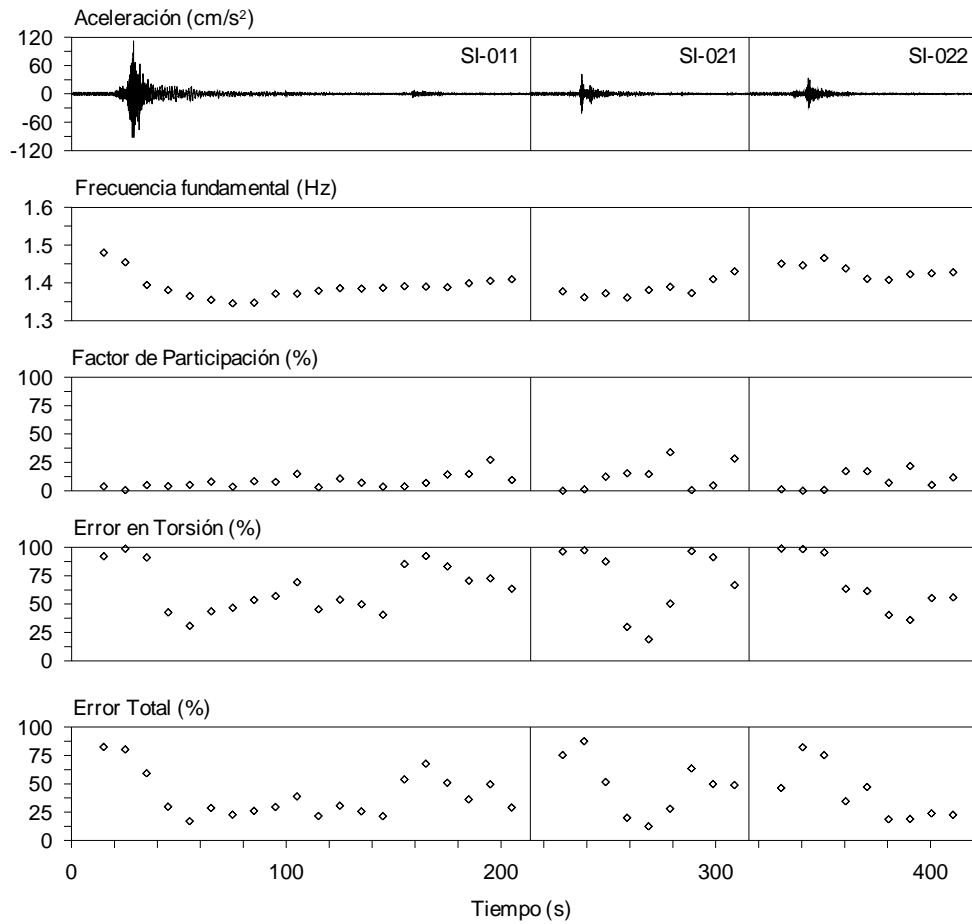 Aceleración (cm/s²)
120
60
0
-60
-120
SI-011
SI-021
SI-022
Frecuencia fundamental (Hz)
1.6
1.5
1.4
1.3
Factor de Participación (%)
100
75
50
25
0
Error en Torsión (%)
100
75
50
25
0
Error Total (%)
100
75
50
25
0
0 100 200 300 400
Tiempo (s)